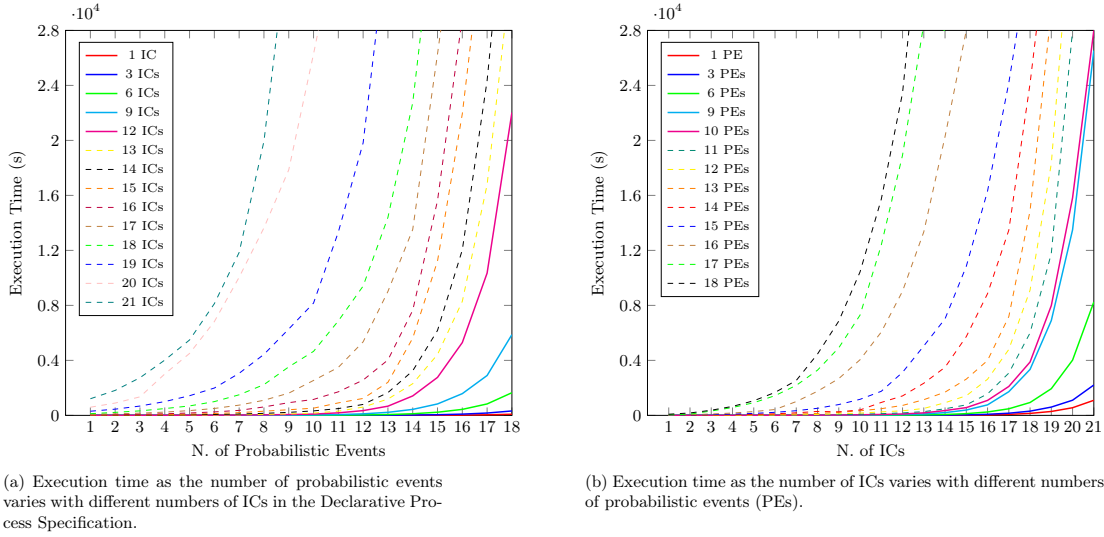 ·10⁴
2.8
2.4
2
1.6
1.2
0.8
0.4
0
Execution Time (s)
1 IC
3 ICs
6 ICs
9 ICs
12 ICs
13 ICs
14 ICs
15 ICs
16 ICs
17 ICs
18 ICs
19 ICs
20 ICs
21 ICs
1 2 3 4 5 6 7 8 9 10 11 12 13 14 15 16 17 18
N. of Probabilistic Events
(a) Execution time as the number of probabilistic events
varies with different numbers of ICs in the Declarative Pro-
cess Specification.
·10⁴
2.8
2.4
2
1.6
1.2
0.8
0.4
0
Execution Time (s)
1 PE
3 PEs
6 PEs
9 PEs
10 PEs
11 PEs
12 PEs
13 PEs
14 PEs
15 PEs
16 PEs
17 PEs
18 PEs
1 2 3 4 5 6 7 8 9 10 11 12 13 14 15 16 17 18 19 20 21
N. of ICs
(b) Execution time as the number of ICs varies with different numbers
of probabilistic events (PEs).